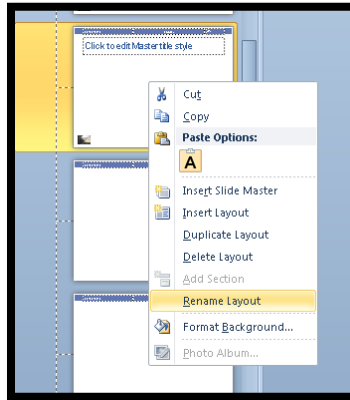 Click to edit Master title style
Cut
Copy
Paste Options:
A
Insert Slide Master
Insert Layout
Duplicate Layout
Delete Layout
Add Section
Rename Layout
Format Background...
Photo Album...